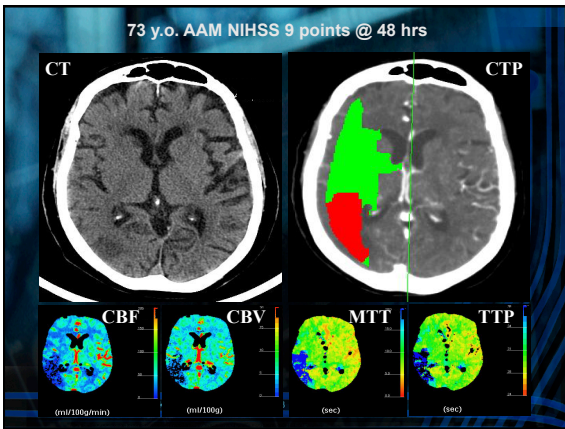 73 y.o. AAM NIHSS 9 points @ 48 hrs
CT
CTP
CBF
CBV
MTT
TTP
(ml/100g/min)
(ml/100g)
(sec)
(sec)